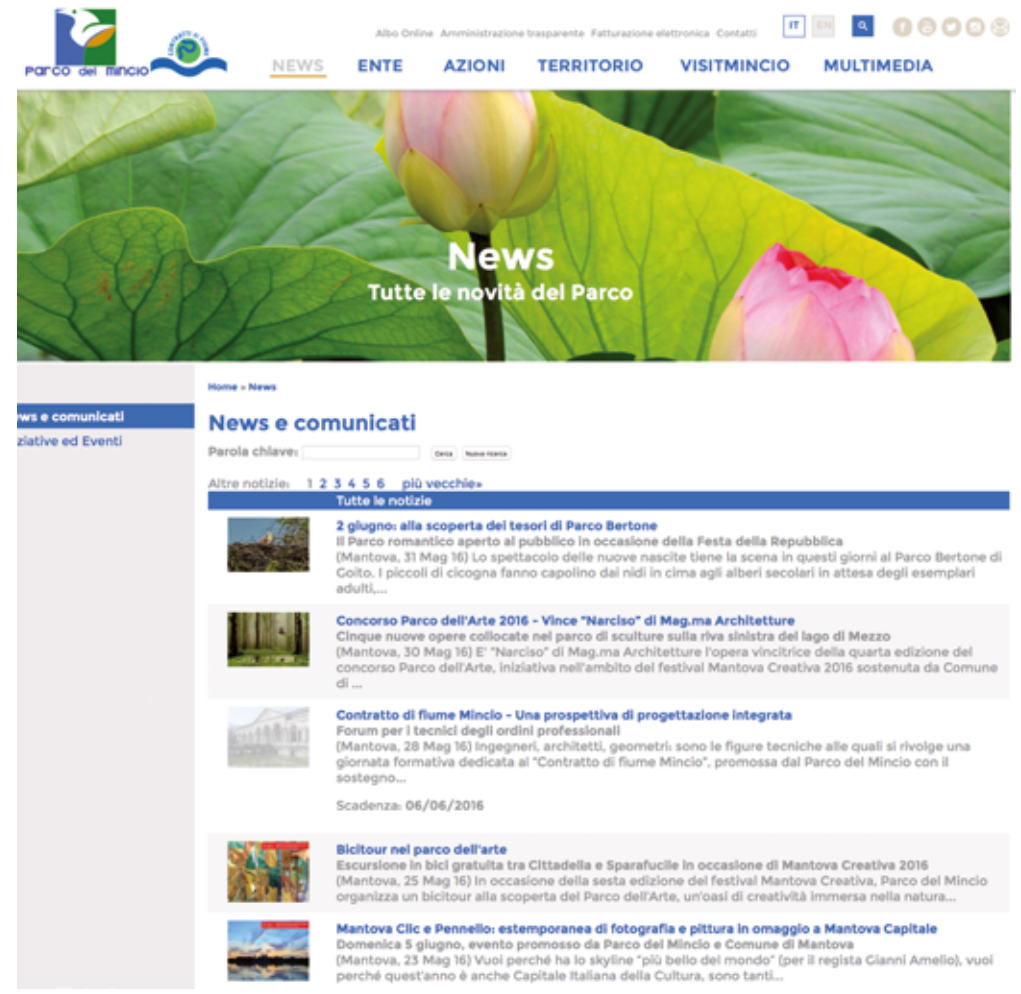 Albo Online Amministrazione trasparente Fatturazione elettronica Contatti IT EN
Parco del Mincio
CONTRATTO DI FIUME
NEWS ENTE AZIONI TERRITORIO VISITMINCIO MULTIMEDIA
News
Tutte le novità del Parco
Home » News
ws e comunicati
ziative ed Eventi
News e comunicati
Parola chiave: Cerca Nuova ricerca
Altre notizie: 1 2 3 4 5 6 più vecchie»
Tutte le notizie
2 giugno: alla scoperta dei tesori di Parco Bertone
Il Parco romantico aperto al pubblico in occasione della Festa della Repubblica
(Mantova, 31 Mag 16) Lo spettacolo delle nuove nascite tiene la scena in questi giorni al Parco Bertone di
Goito. I piccoli di cicogna fanno capolino dai nidi in cima agli alberi secolari in attesa degli esemplari
adulti,...
Concorso Parco dell'Arte 2016 - Vince "Narciso" di Mag.ma Architetture
Cinque nuove opere collocate nel parco di sculture sulla riva sinistra del lago di Mezzo
(Mantova, 30 Mag 16) E' "Narciso" di Mag.ma Architetture l'opera vincitrice della quarta edizione del
concorso Parco dell'Arte, iniziativa nell'ambito del festival Mantova Creativa 2016 sostenuta da Comune
di ...
Contratto di fiume Mincio - Una prospettiva di progettazione integrata
Forum per i tecnici degli ordini professionali
(Mantova, 28 Mag 16) Ingegneri, architetti, geometri: sono le figure tecniche alle quali si rivolge una
giornata formativa dedicata al "Contratto di fiume Mincio", promossa dal Parco del Mincio con il
sostegno...
Scadenza: 06/06/2016
Bicitour nel parco dell'arte
Escursione in bici gratuita tra Cittadella e Sparafucile in occasione di Mantova Creativa 2016
(Mantova, 25 Mag 16) In occasione della sesta edizione del festival Mantova Creativa, Parco del Mincio
organizza un bicitour alla scoperta del Parco dell'Arte, un'oasi di creatività immersa nella natura...
Mantova Clic e Pennello: estemporanea di fotografia e pittura in omaggio a Mantova Capitale
Domenica 5 giugno, evento promosso da Parco del Mincio e Comune di Mantova
(Mantova, 23 Mag 16) Vuoi perché ha lo skyline "più bello del mondo" (per il regista Gianni Amelio), vuoi
perché quest'anno è anche Capitale Italiana della Cultura, sono tanti...